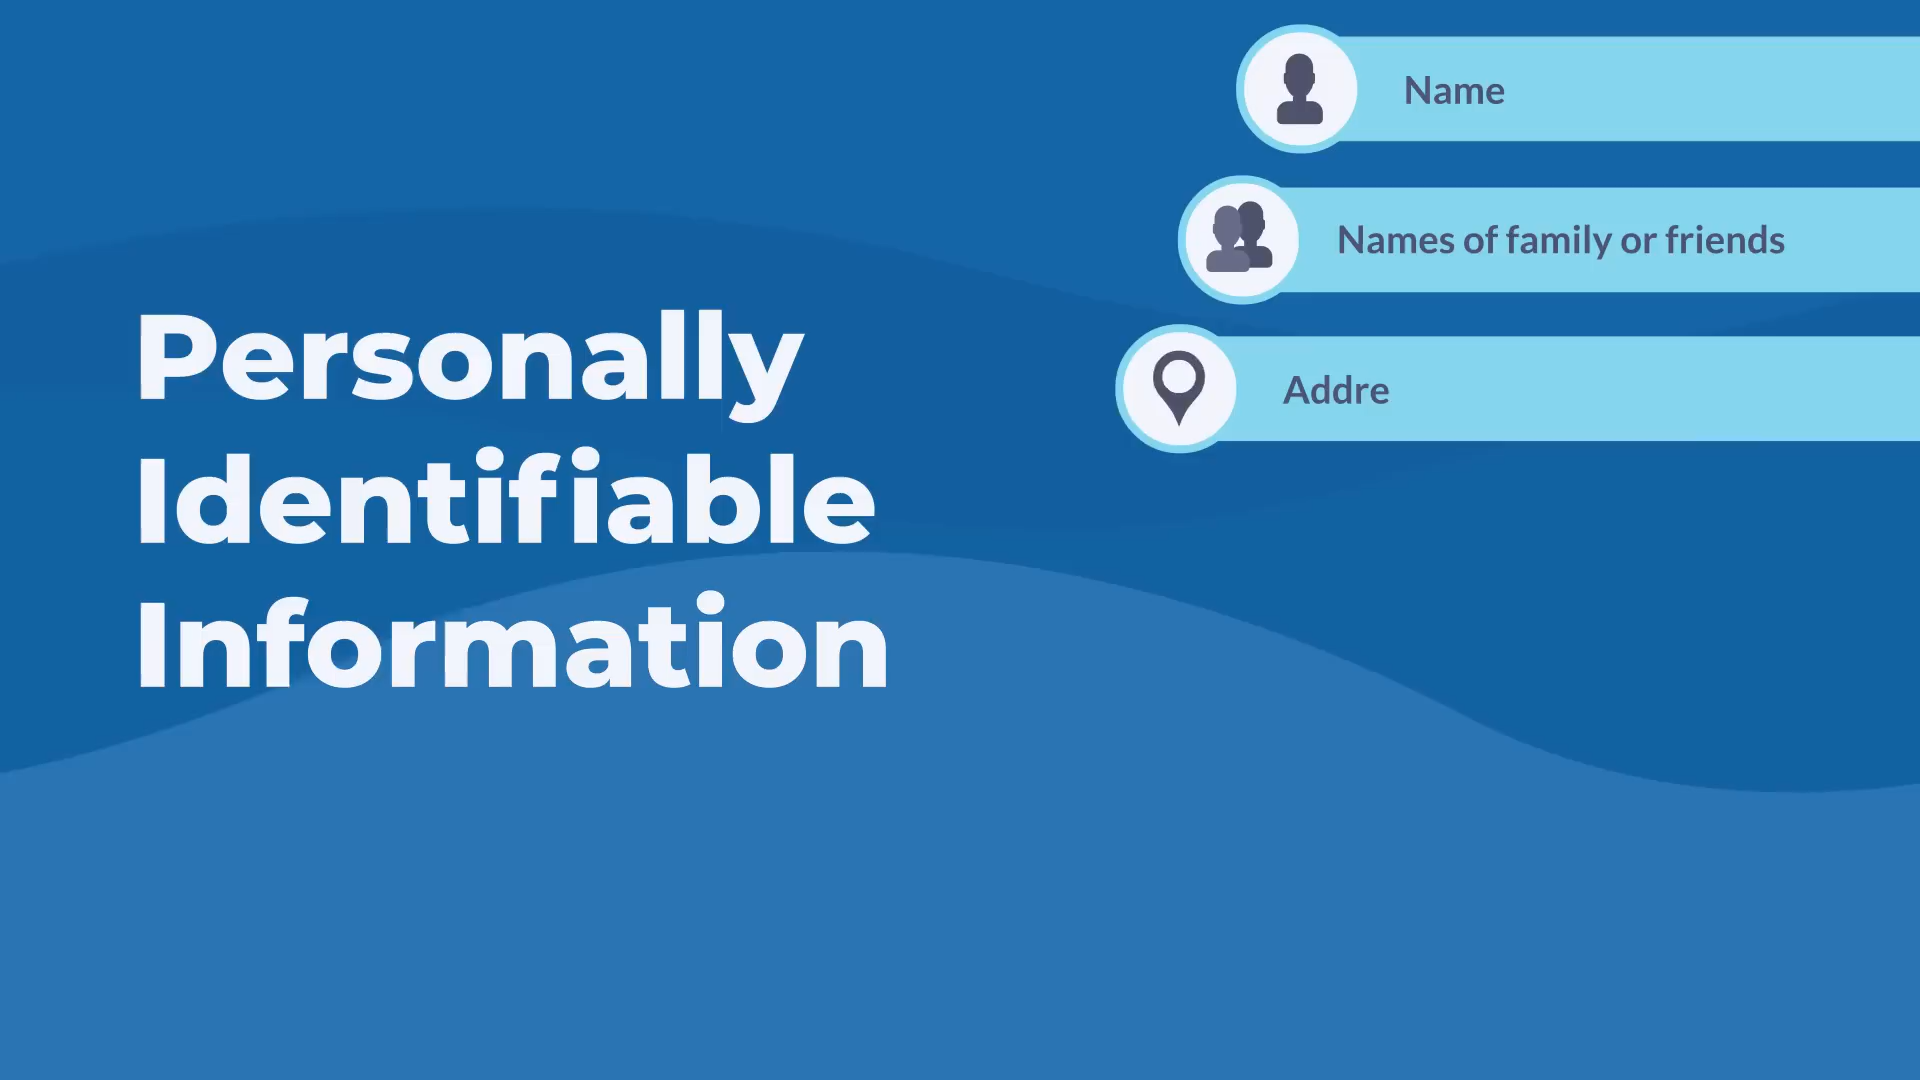 Personally
Identifiable
Information
Name
Names of family or friends
Addre